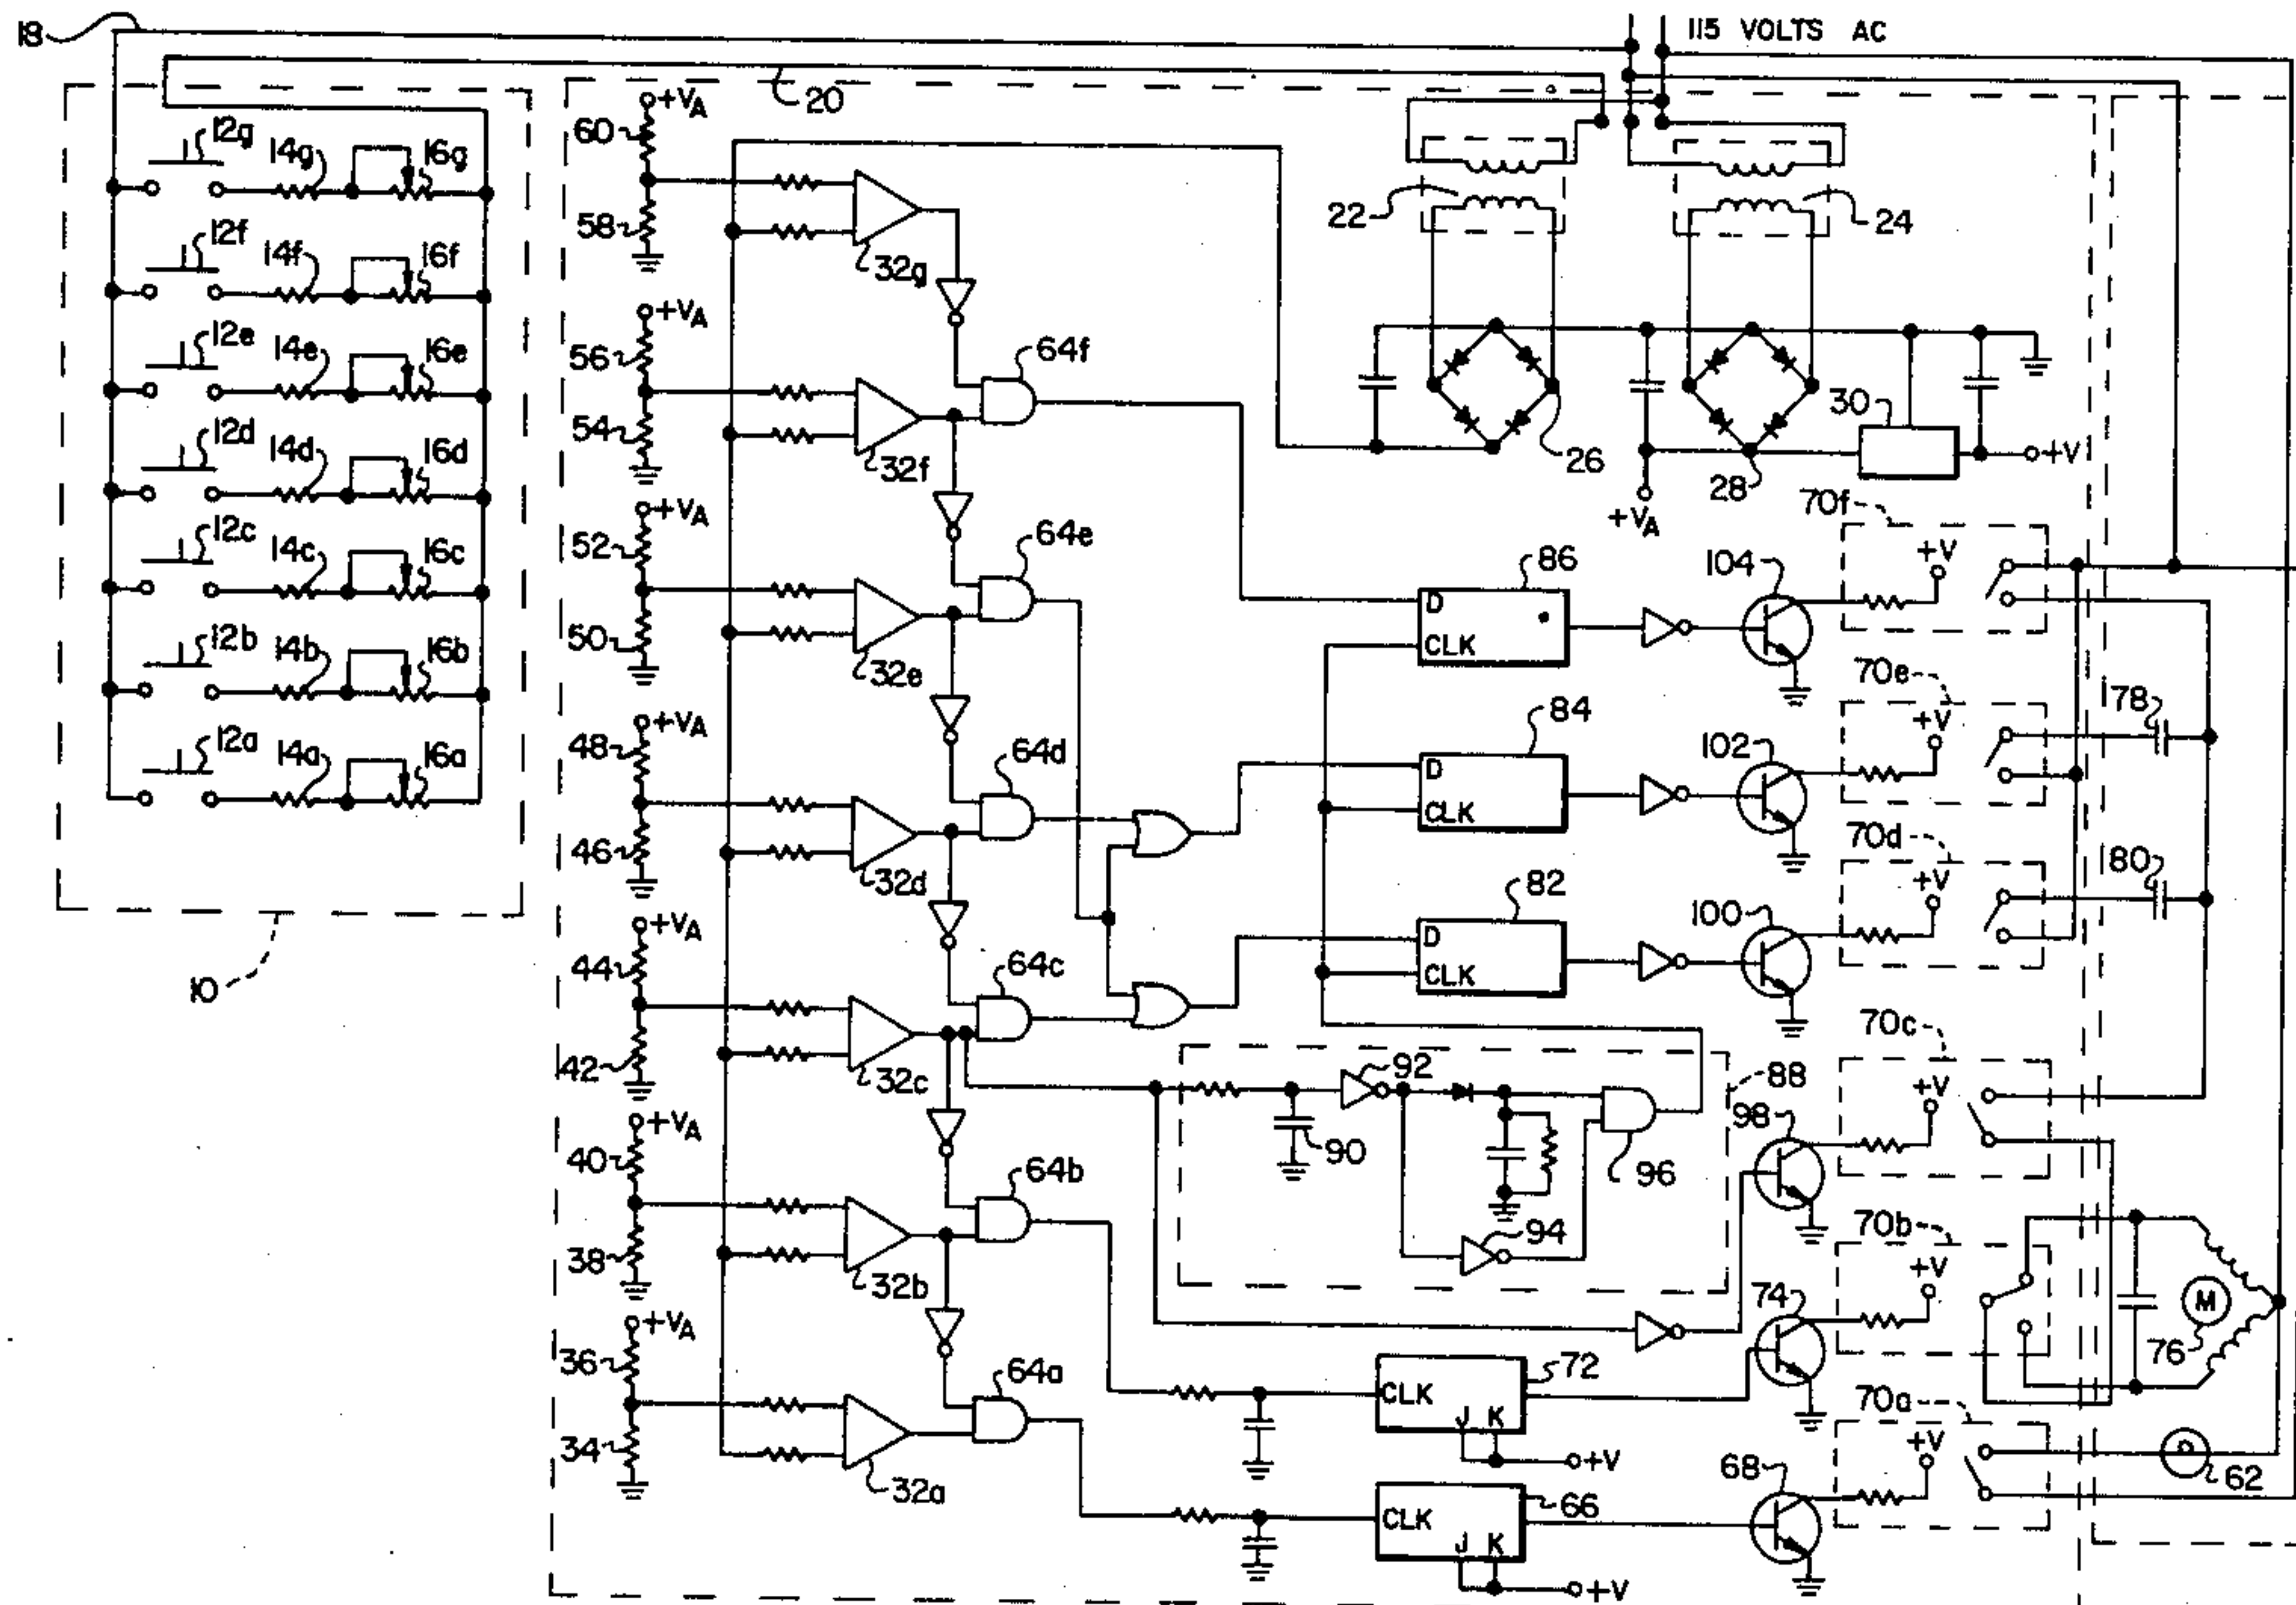 18
115 VOLTS AC
20
12g 14g 16g
12f 14f 16f
12e 14e 16e
12d 14d 16d
12c 14c 16c
12b 14b 16b
12a 14a 16a
10
+VA
60
58
32g
+VA
56
54
32f
64f
+VA
52
50
32e
64e
+VA
48
46
32d
64d
+VA
44
42
32c
64c
+VA
40
38
32b
64b
+VA
36
34
32a
64a
22
24
26
28
30
+V
+VA
86
D
CLK
104
70f
+V
84
D
CLK
102
70e
+V
78
82
D
CLK
100
70d
+V
80
88
92
90
94
96
98
70c
+V
72
CLK
J K
+V
74
70b
+V
M
76
66
CLK
J K
+V
68
70a
+V
62